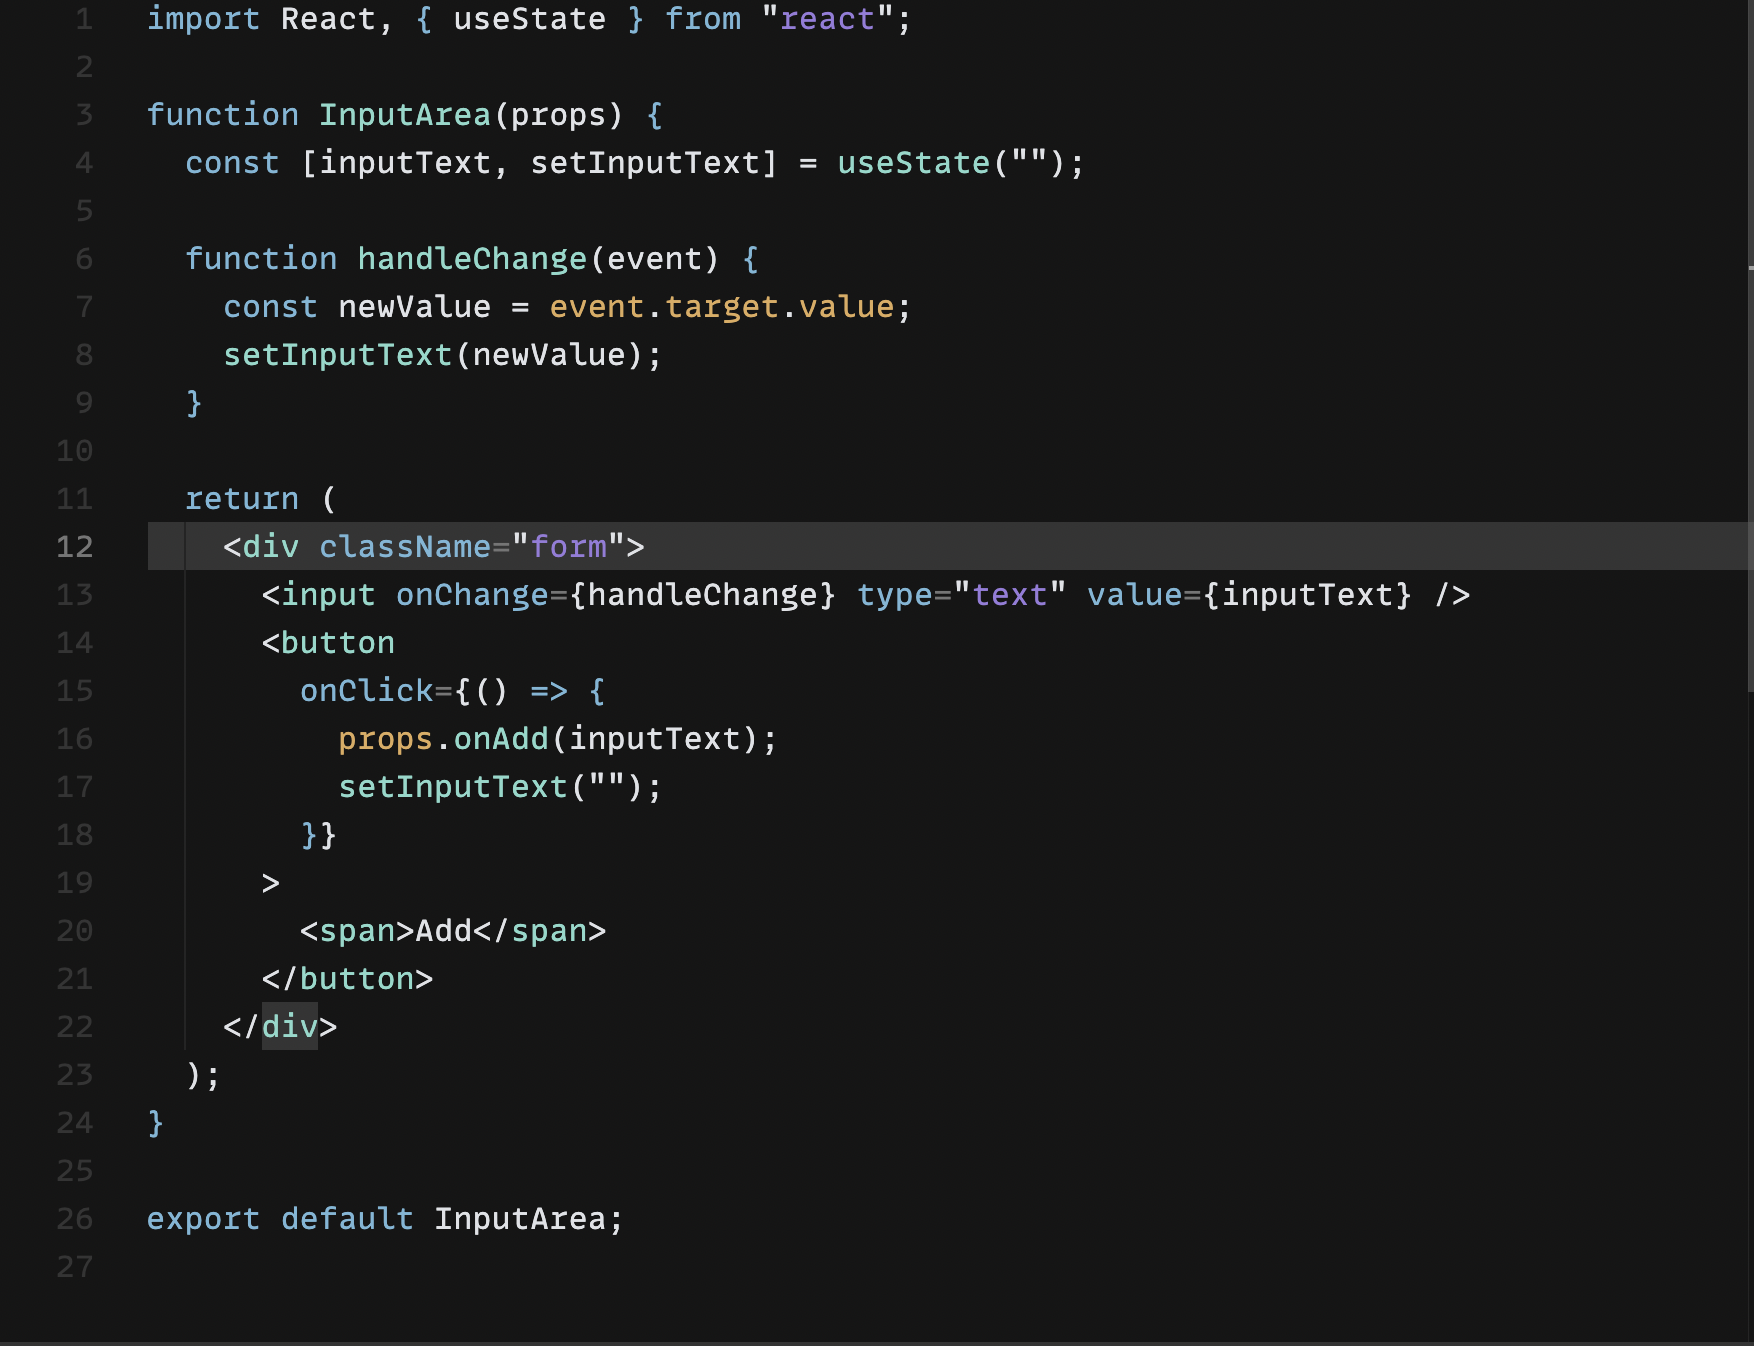 1 import React, { useState } from "react";
2
3 function InputArea(props) {
4   const [inputText, setInputText] = useState("");
5
6   function handleChange(event) {
7     const newValue = event.target.value;
8     setInputText(newValue);
9   }
10
11   return (
12     <div className="form">
13       <input onChange={handleChange} type="text" value={inputText} />
14       <button
15         onClick={() => {
16           props.onAdd(inputText);
17           setInputText("");
18         }}
19       >
20         <span>Add</span>
21       </button>
22     </div>
23   );
24 }
25
26 export default InputArea;
27